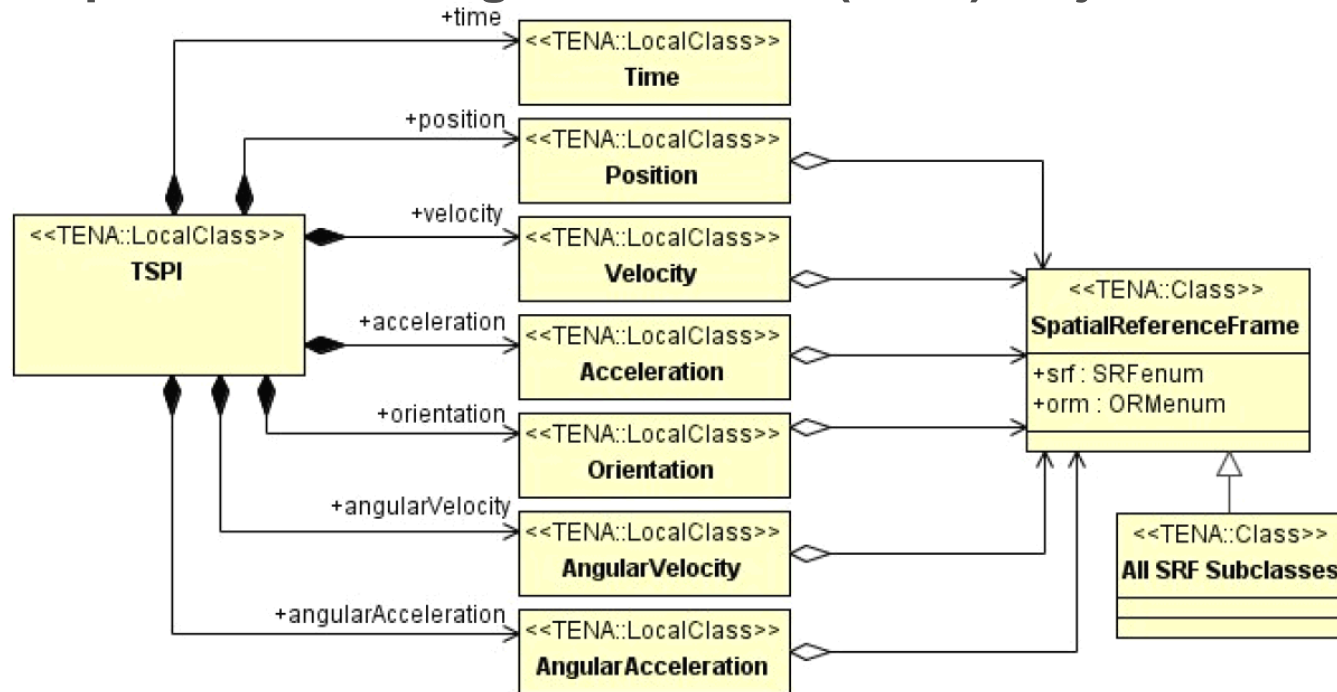 +time
<<TENA::LocalClass>>
Time
+position
<<TENA::LocalClass>>
Position
+velocity
<<TENA::LocalClass>>
Velocity
<<TENA::LocalClass>>
TSPI
+acceleration
<<TENA::LocalClass>>
Acceleration
<<TENA::Class>>
SpatialReferenceFrame
+srf : SRFenum
+orm : ORMenum
+orientation
<<TENA::LocalClass>>
Orientation
+angularVelocity
<<TENA::LocalClass>>
AngularVelocity
<<TENA::Class>>
All SRF Subclasses
+angularAcceleration
<<TENA::LocalClass>>
AngularAcceleration